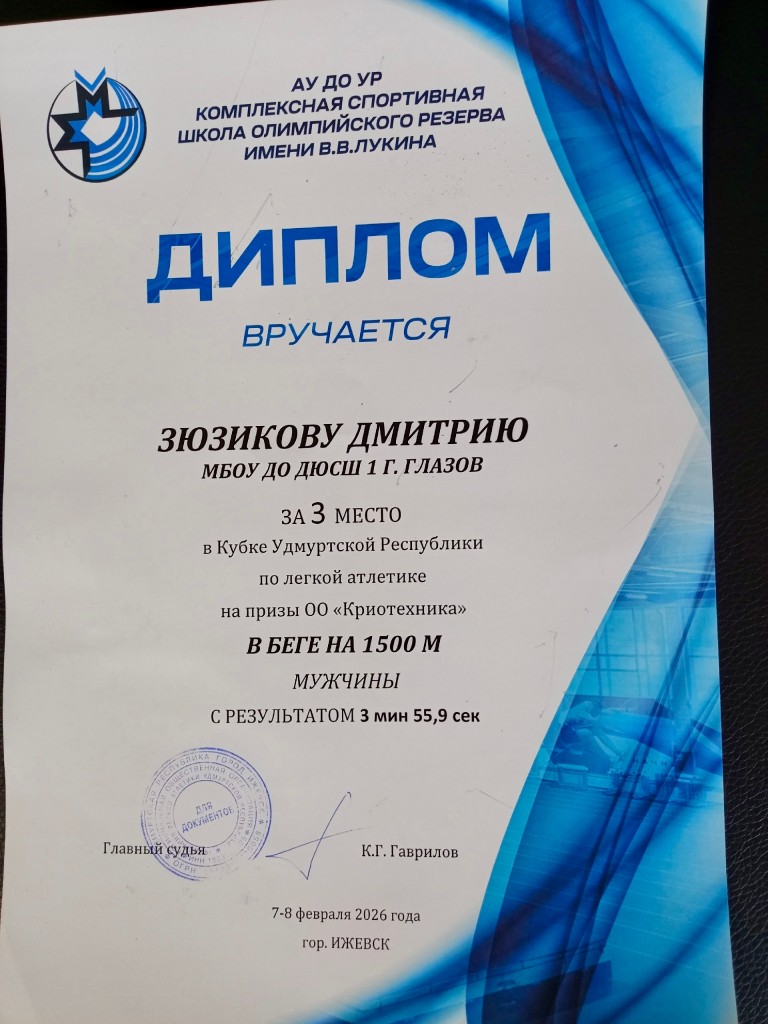 АУ ДО УР
КОМПЛЕКСНАЯ СПОРТИВНАЯ
ШКОЛА ОЛИМПИЙСКОГО РЕЗЕРВА
ИМЕНИ В.В.ЛУКИНА
ДИПЛОМ
ВРУЧАЕТСЯ
ЗЮЗИКОВУ ДМИТРИЮ
МБОУ ДО ДЮСШ 1 Г. ГЛАЗОВ
ЗА 3 МЕСТО
в Кубке Удмуртской Республики
по легкой атлетике
на призы ОО «Криотехника»
В БЕГЕ НА 1500 М
МУЖЧИНЫ
С РЕЗУЛЬТАТОМ 3 мин 55,9 сек
ДЛЯ
ДОКУМЕНТОВ
Главный судья К.Г. Гаврилов
7-8 февраля 2026 года
гор. ИЖЕВСК